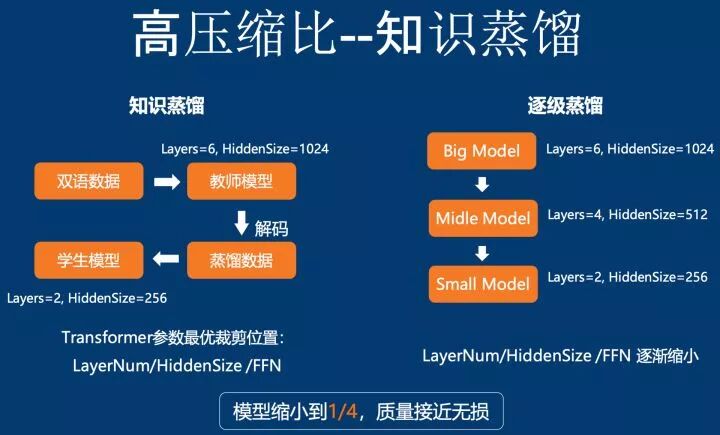 高压缩比--知识蒸馏
知识蒸馏
Layers=6, HiddenSize=1024
双语数据
教师模型
解码
学生模型
蒸馏数据
Layers=2, HiddenSize=256
Transformer参数最优裁剪位置：
LayerNum/HiddenSize /FFN
逐级蒸馏
Big Model
Layers=6, HiddenSize=1024
Midle Model
Layers=4, HiddenSize=512
Small Model
Layers=2, HiddenSize=256
LayerNum/HiddenSize /FFN 逐渐缩小
模型缩小到1/4，质量接近无损